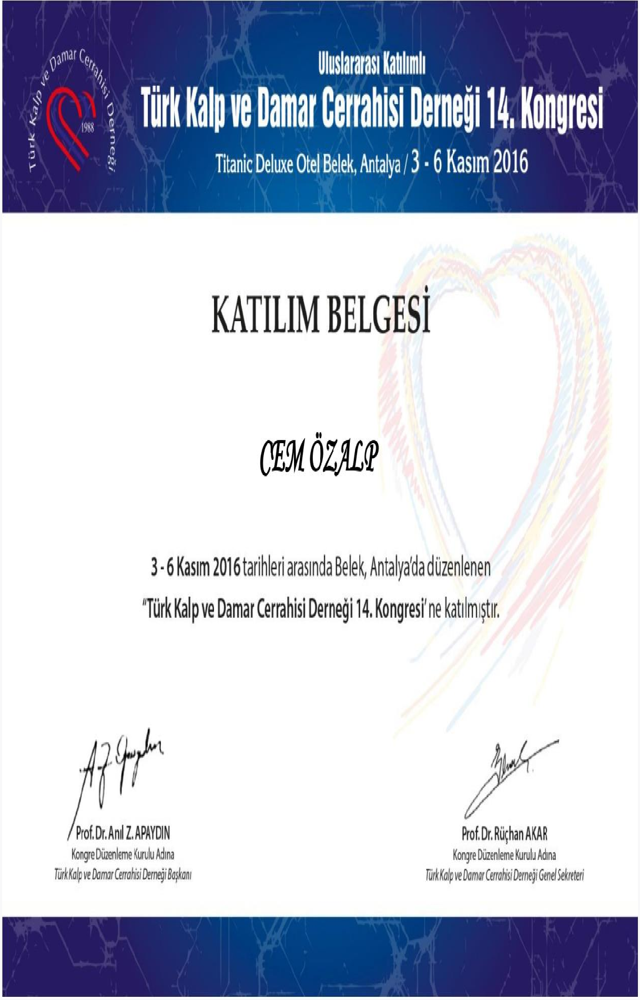 Türk Kalp ve Damar Cerrahisi Derneği
1988
Uluslararası Katılımlı
Türk Kalp ve Damar Cerrahisi Derneği 14. Kongresi
Titanic Deluxe Otel Belek, Antalya / 3 - 6 Kasım 2016
KATILIM BELGESİ
CEM ÖZALP
3 - 6 Kasım 2016 tarihleri arasında Belek, Antalya’da düzenlenen
“Türk Kalp ve Damar Cerrahisi Derneği 14. Kongresi’ ne katılmıştır.
Prof. Dr. Anıl Z. APAYDIN
Kongre Düzenleme Kurulu Adına
Türk Kalp ve Damar Cerrahisi Derneği Başkanı
Prof. Dr. Rüçhan AKAR
Kongre Düzenleme Kurulu Adına
Türk Kalp ve Damar Cerrahisi Derneği Genel Sekreteri